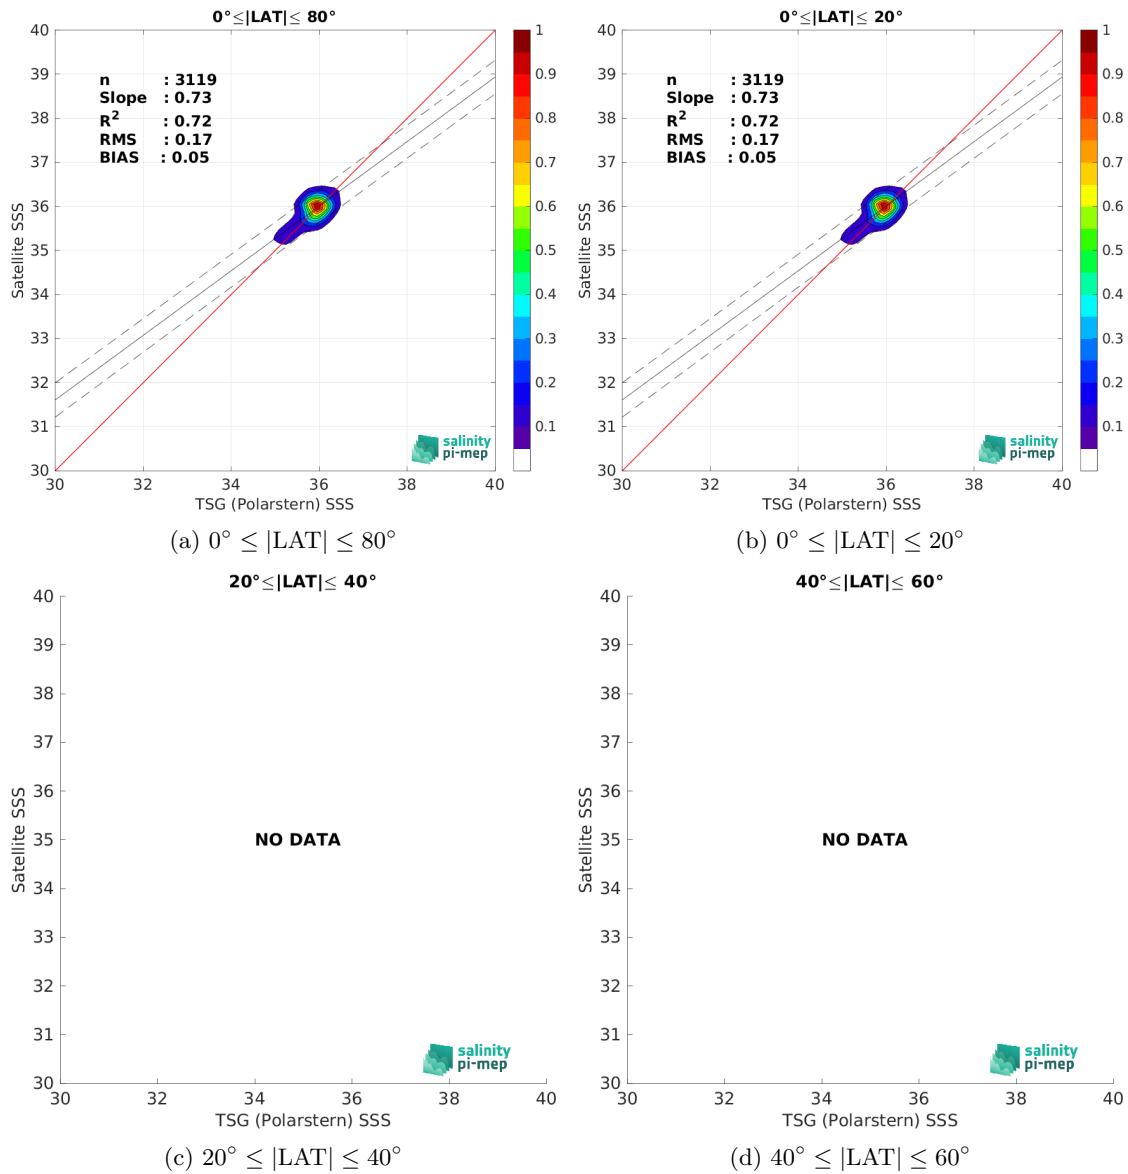 0°≤|LAT|≤ 80°
40
39
38
37
36
35
34
33
32
31
30
Satellite SSS
n : 3119
Slope : 0.73
R² : 0.72
RMS : 0.17
BIAS : 0.05
salinity
pi-mep
30 32 34 36 38 40
TSG (Polarstern) SSS
1
0.9
0.8
0.7
0.6
0.5
0.4
0.3
0.2
0.1
(a) 0° ≤ |LAT| ≤ 80°
0°≤|LAT|≤ 20°
40
39
38
37
36
35
34
33
32
31
30
Satellite SSS
n : 3119
Slope : 0.73
R² : 0.72
RMS : 0.17
BIAS : 0.05
salinity
pi-mep
30 32 34 36 38 40
TSG (Polarstern) SSS
1
0.9
0.8
0.7
0.6
0.5
0.4
0.3
0.2
0.1
(b) 0° ≤ |LAT| ≤ 20°
20°≤|LAT|≤ 40°
40
39
38
37
36
35
34
33
32
31
30
Satellite SSS
NO DATA
salinity
pi-mep
30 32 34 36 38 40
TSG (Polarstern) SSS
(c) 20° ≤ |LAT| ≤ 40°
40°≤|LAT|≤ 60°
40
39
38
37
36
35
34
33
32
31
30
Satellite SSS
NO DATA
salinity
pi-mep
30 32 34 36 38 40
TSG (Polarstern) SSS
(d) 40° ≤ |LAT| ≤ 60°